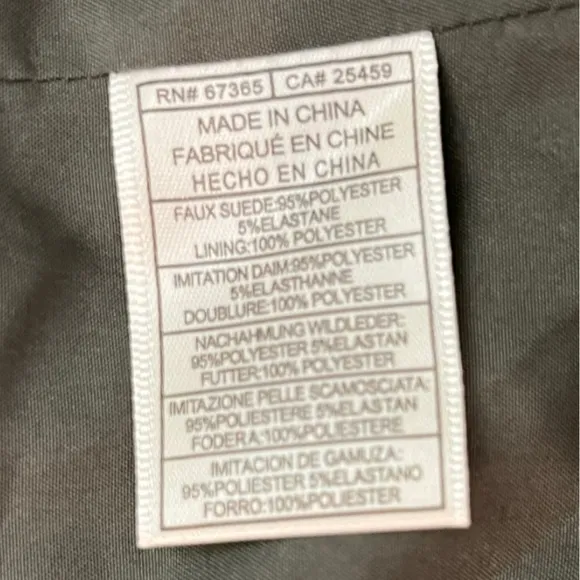 RN# 67365 CA# 25459
MADE IN CHINA
FABRIQUÉ EN CHINE
HECHO EN CHINA
FAUX SUEDE:95%POLYESTER
5%ELASTANE
LINING:100% POLYESTER
IMITATION DAIM:95%POLYESTER
5%ELASTHANNE
DOUBLURE:100% POLYESTER
NACHAHMUNG WILDLEDER:
95%POLYESTER 5%ELASTAN
FUTTER:100% POLYESTER
IMITAZIONE PELLE SCAMOSCIATA:
95%POLIESTERE 5%ELASTAN
FODERA:100%POLIESTERE
IMITACION DE GAMUZA:
95%POLIESTER 5%ELASTANO
FORRO:100%POLIESTER